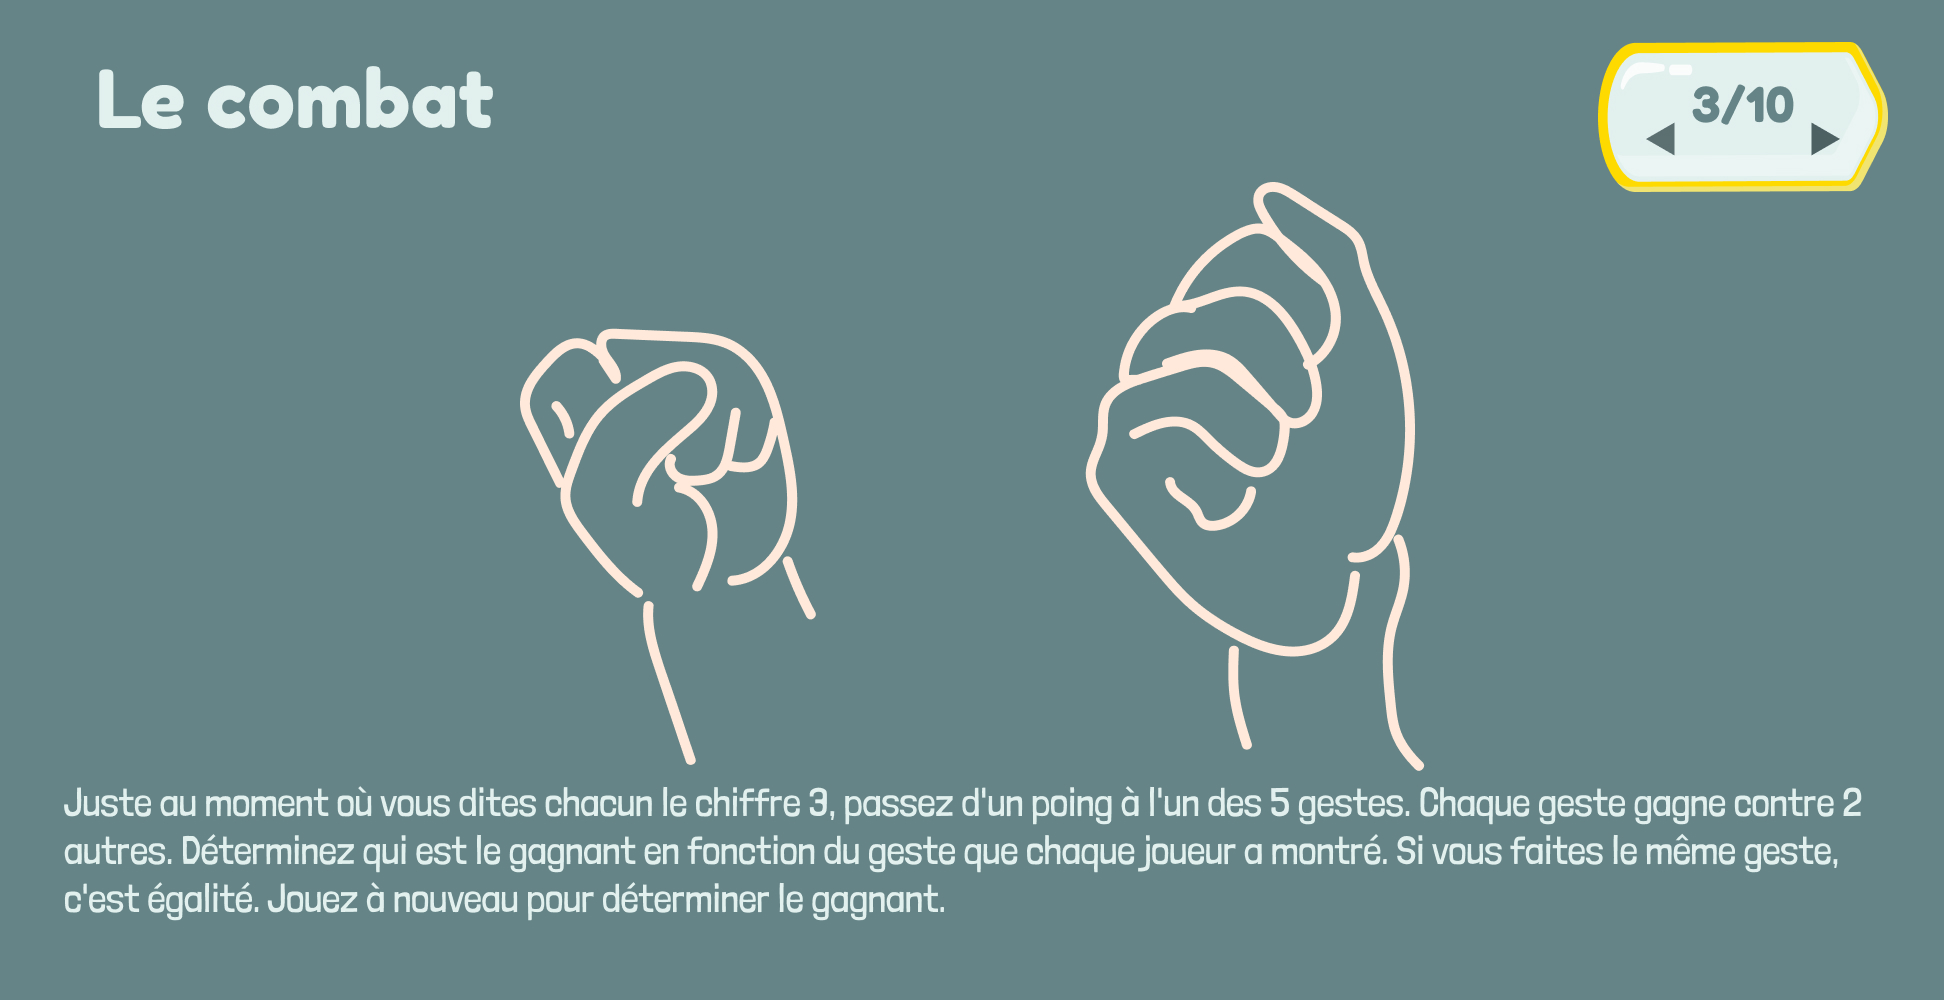 Le combat
3/10
Juste au moment où vous dites chacun le chiffre 3, passez d'un poing à l'un des 5 gestes. Chaque geste gagne contre 2
autres. Déterminez qui est le gagnant en fonction du geste que chaque joueur a montré. Si vous faites le même geste,
c'est égalité. Jouez à nouveau pour déterminer le gagnant.